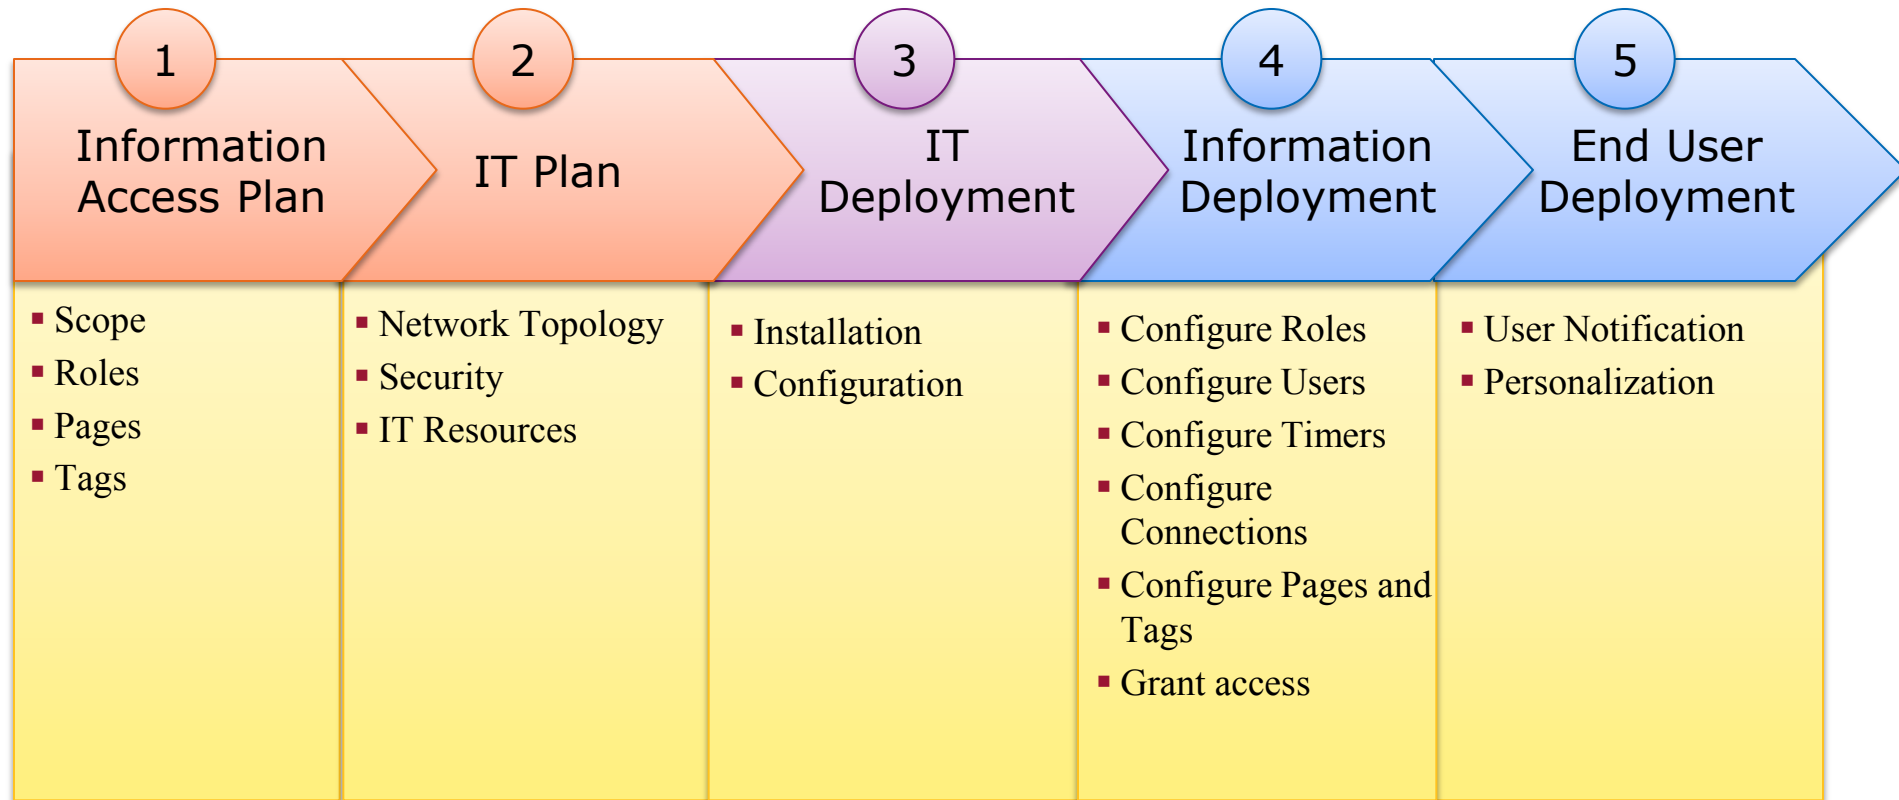 1
Information
Access Plan
▪ Scope
▪ Roles
▪ Pages
▪ Tags
2
IT Plan
▪ Network Topology
▪ Security
▪ IT Resources
3
IT
Deployment
▪ Installation
▪ Configuration
4
Information
Deployment
▪ Configure Roles
▪ Configure Users
▪ Configure Timers
▪ Configure
Connections
▪ Configure Pages and
Tags
▪ Grant access
5
End User
Deployment
▪ User Notification
▪ Personalization